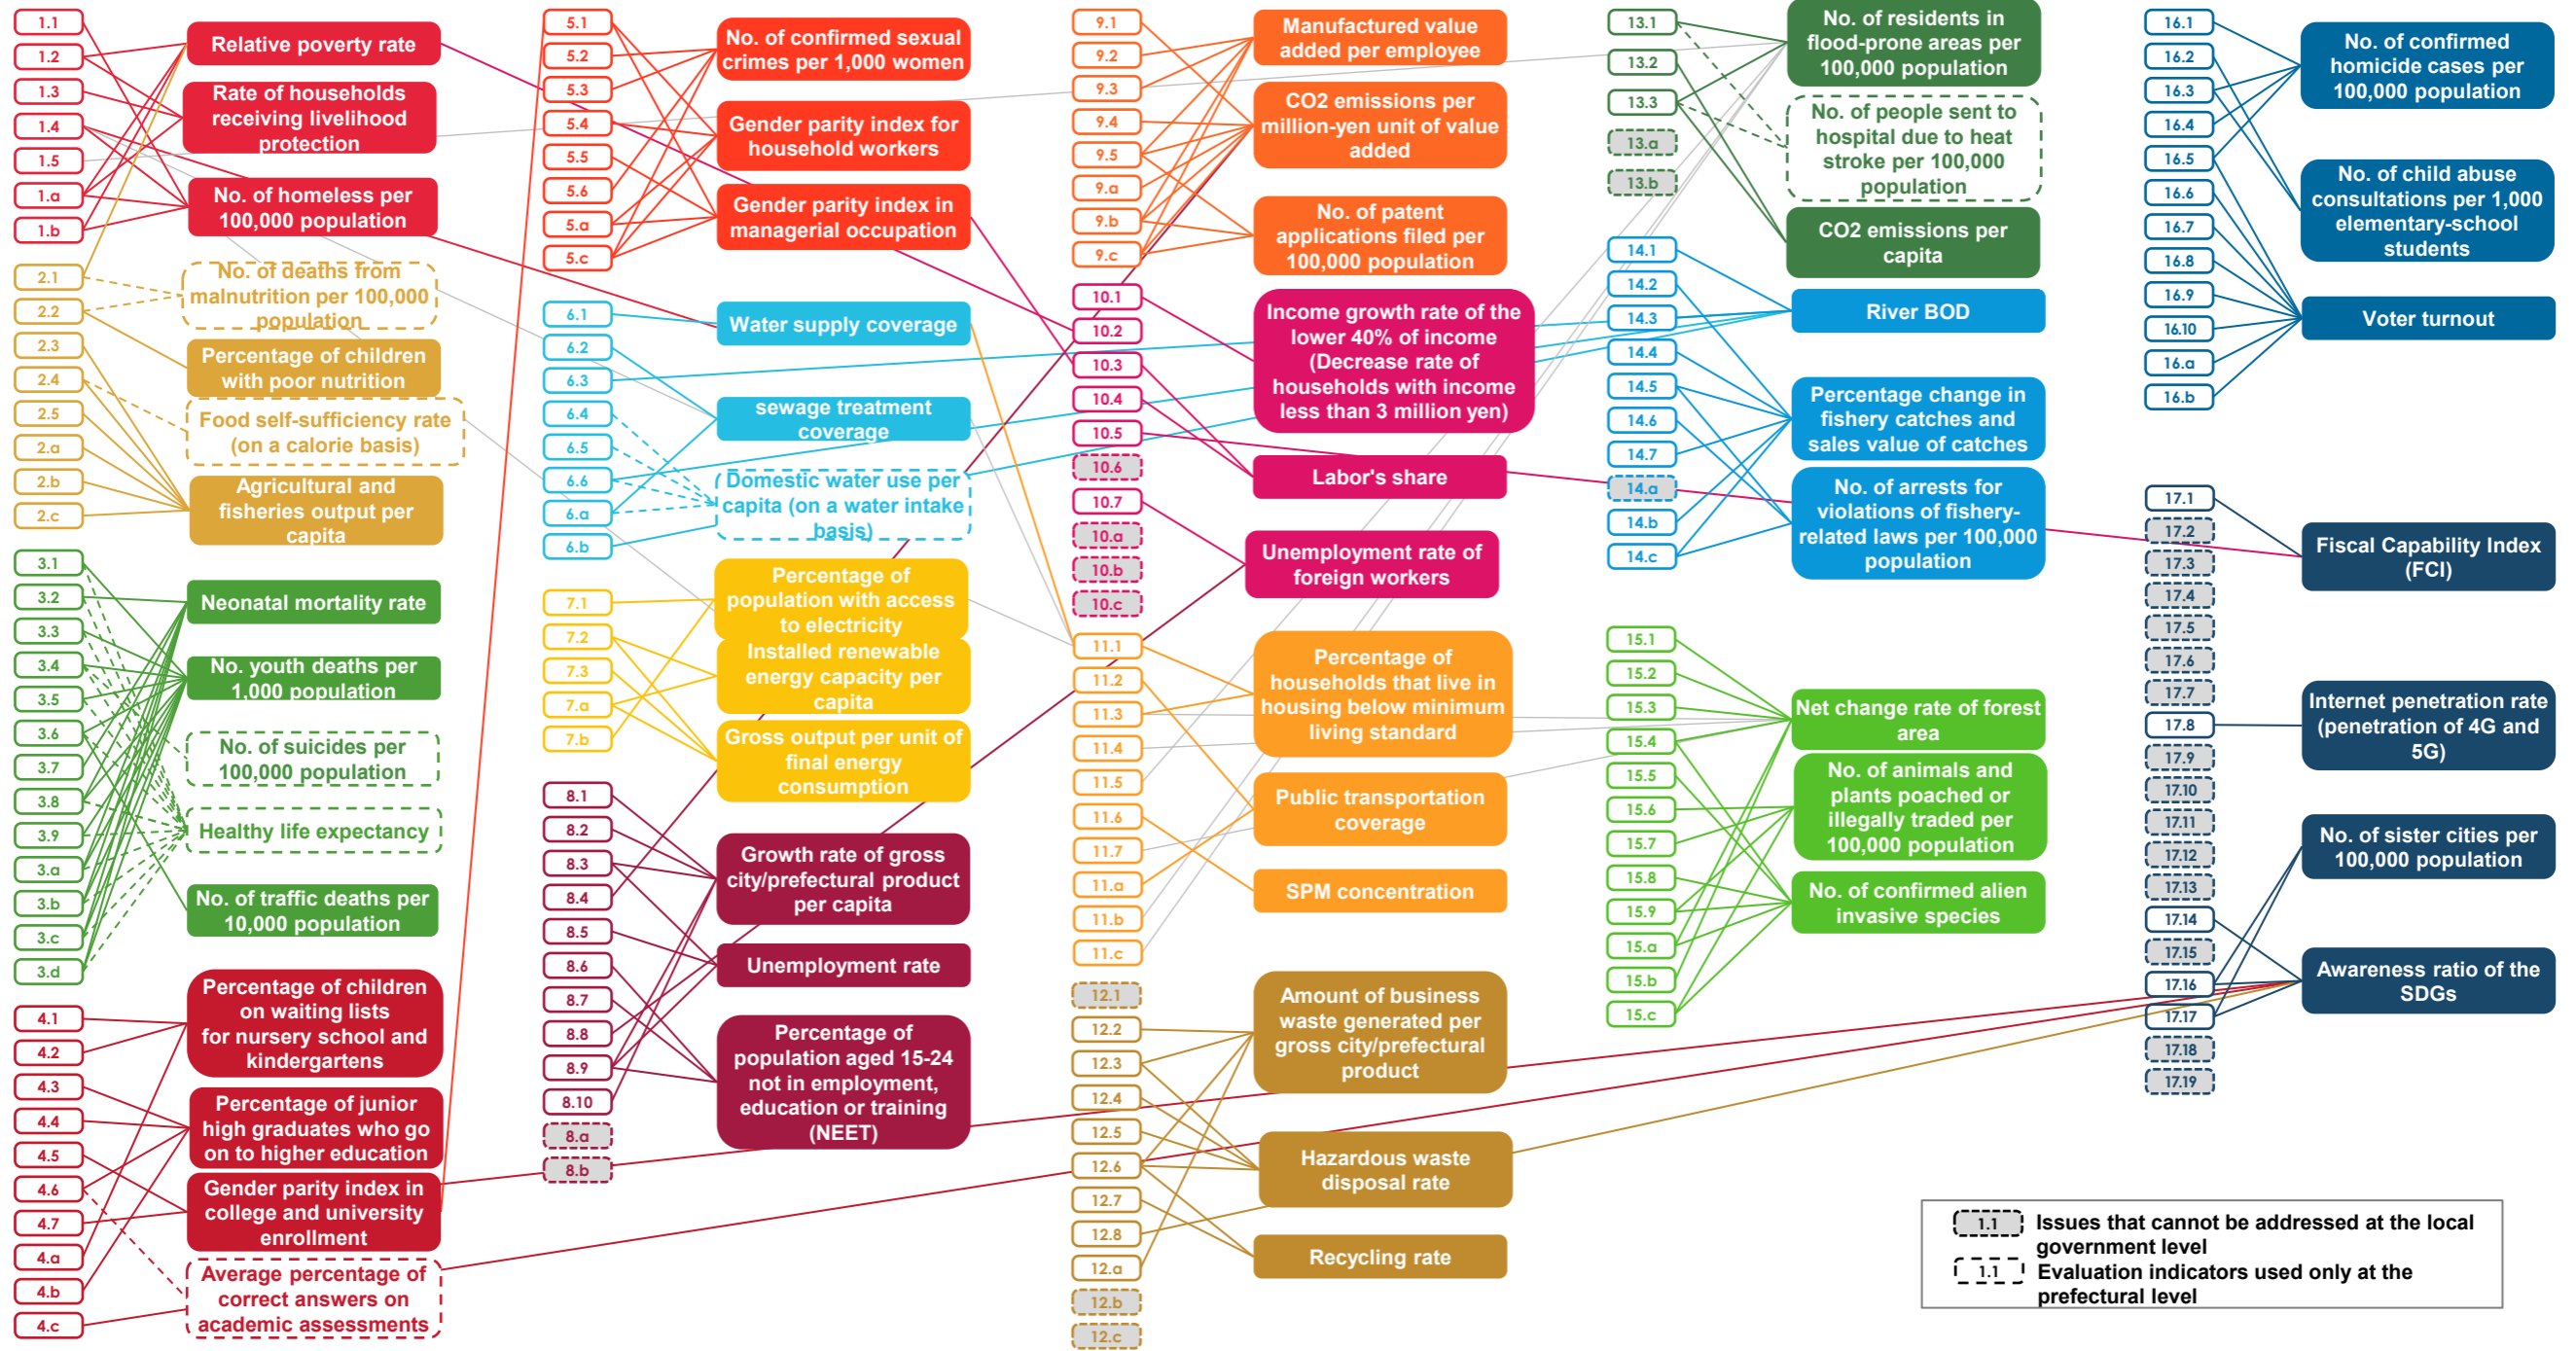 1.1
1.2
1.3
1.4
1.5
1.a
1.b
Relative poverty rate
Rate of households
receiving livelihood
protection
No. of homeless per
100,000 population
2.1
2.2
2.3
2.4
2.5
2.a
2.b
2.c
No. of deaths from
malnutrition per 100,000
population
Percentage of children
with poor nutrition
Food self-sufficiency rate
(on a calorie basis)
Agricultural and
fisheries output per
capita
3.1
3.2
3.3
3.4
3.5
3.6
3.7
3.8
3.9
3.a
3.b
3.c
3.d
Neonatal mortality rate
No. youth deaths per
1,000 population
No. of suicides per
100,000 population
Healthy life expectancy
No. of traffic deaths per
10,000 population
4.1
4.2
4.3
4.4
4.5
4.6
4.7
4.a
4.b
4.c
Percentage of children
on waiting lists
for nursery school and
kindergartens
Percentage of junior
high graduates who go
on to higher education
Gender parity index in
college and university
enrollment
Average percentage of
correct answers on
academic assessments
5.1
5.2
5.3
5.4
5.5
5.6
5.a
5.c
No. of confirmed sexual
crimes per 1,000 women
Gender parity index for
household workers
Gender parity index in
managerial occupation
6.1
6.2
6.3
6.4
6.5
6.6
6.a
6.b
Water supply coverage
sewage treatment
coverage
Domestic water use per
capita (on a water intake
basis)
7.1
7.2
7.3
7.a
7.b
Percentage of
population with access
to electricity
Installed renewable
energy capacity per
capita
Gross output per unit of
final energy
consumption
8.1
8.2
8.3
8.4
8.5
8.6
8.7
8.8
8.9
8.10
8.a
8.b
Growth rate of gross
city/prefectural product
per capita
Unemployment rate
Percentage of
population aged 15-24
not in employment,
education or training
(NEET)
9.1
9.2
9.3
9.4
9.5
9.a
9.b
9.c
Manufactured value
added per employee
CO2 emissions per
million-yen unit of value
added
No. of patent
applications filed per
100,000 population
10.1
10.2
10.3
10.4
10.5
10.6
10.7
10.a
10.b
10.c
Income growth rate of the
lower 40% of income
(Decrease rate of
households with income
less than 3 million yen)
Labor's share
Unemployment rate of
foreign workers
11.1
11.2
11.3
11.4
11.5
11.6
11.7
11.a
11.b
11.c
Percentage of
households that live in
housing below minimum
living standard
Public transportation
coverage
SPM concentration
12.1
12.2
12.3
12.4
12.5
12.6
12.7
12.8
12.a
12.b
12.c
Amount of business
waste generated per
gross city/prefectural
product
Hazardous waste
disposal rate
Recycling rate
13.1
13.2
13.3
13.a
13.b
No. of residents in
flood-prone areas per
100,000 population
No. of people sent to
hospital due to heat
stroke per 100,000
population
CO2 emissions per
capita
14.1
14.2
14.3
14.4
14.5
14.6
14.7
14.a
14.b
14.c
River BOD
Percentage change in
fishery catches and
sales value of catches
No. of arrests for
violations of fishery-
related laws per 100,000
population
15.1
15.2
15.3
15.4
15.5
15.6
15.7
15.8
15.9
15.a
15.b
15.c
Net change rate of forest
area
No. of animals and
plants poached or
illegally traded per
100,000 population
No. of confirmed alien
invasive species
16.1
16.2
16.3
16.4
16.5
16.6
16.7
16.8
16.9
16.10
16.a
16.b
No. of confirmed
homicide cases per
100,000 population
No. of child abuse
consultations per 1,000
elementary-school
students
Voter turnout
17.1
17.2
17.3
17.4
17.5
17.6
17.7
17.8
17.9
17.10
17.11
17.12
17.13
17.14
17.15
17.16
17.17
17.18
17.19
Fiscal Capability Index
(FCI)
Internet penetration rate
(penetration of 4G and
5G)
No. of sister cities per
100,000 population
Awareness ratio of the
SDGs
1.1 Issues that cannot be addressed at the local
government level
1.1 Evaluation indicators used only at the
prefectural level